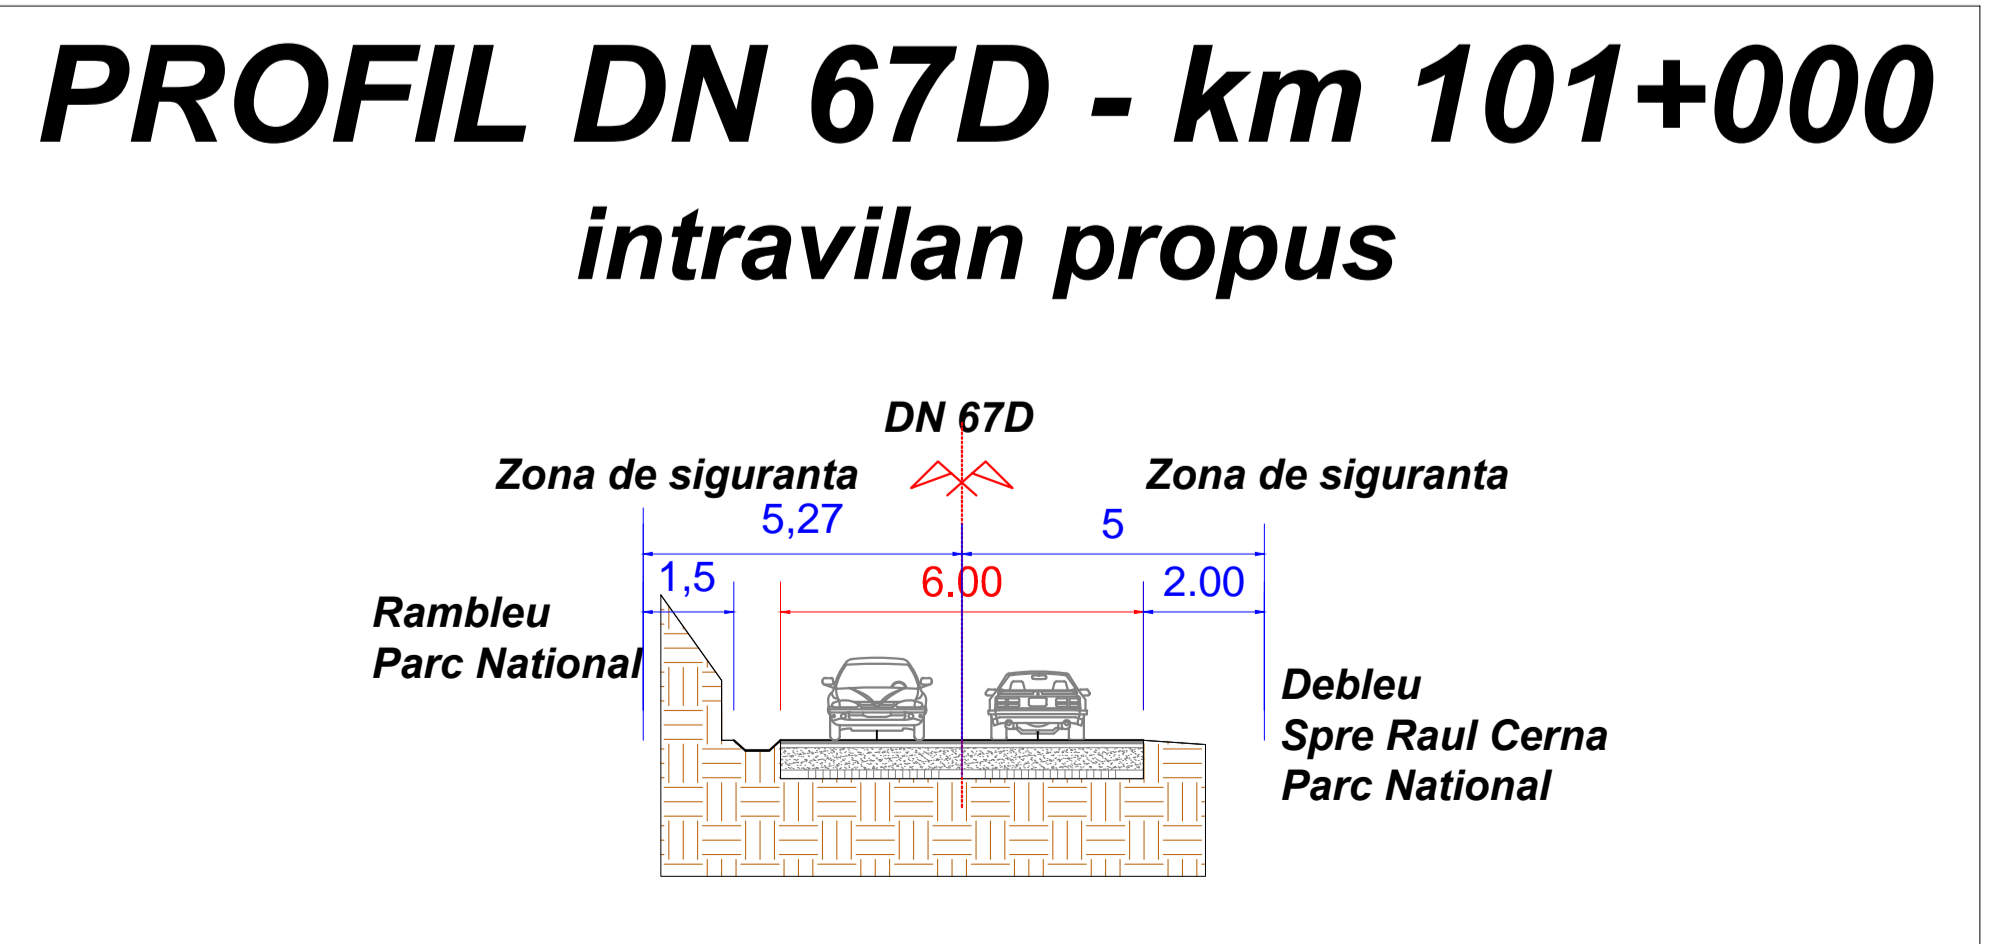 PROFIL DN 67D - km 101+000
intravilan propus
DN 67D
Zona de siguranta
Zona de siguranta
5,27
5
1,5
6.00
2.00
Rambleu
Parc National
Debleu
Spre Raul Cerna
Parc National